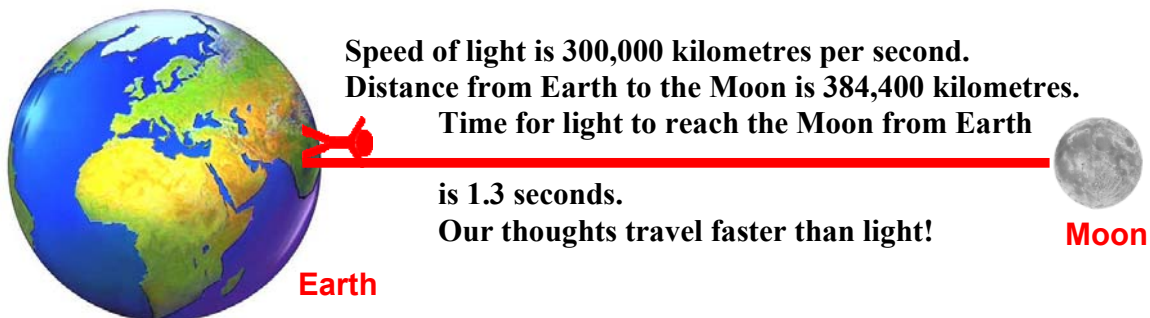 Speed of light is 300,000 kilometres per second.
Distance from Earth to the Moon is 384,400 kilometres.
Time for light to reach the Moon from Earth
is 1.3 seconds.
Our thoughts travel faster than light!
Moon
Earth